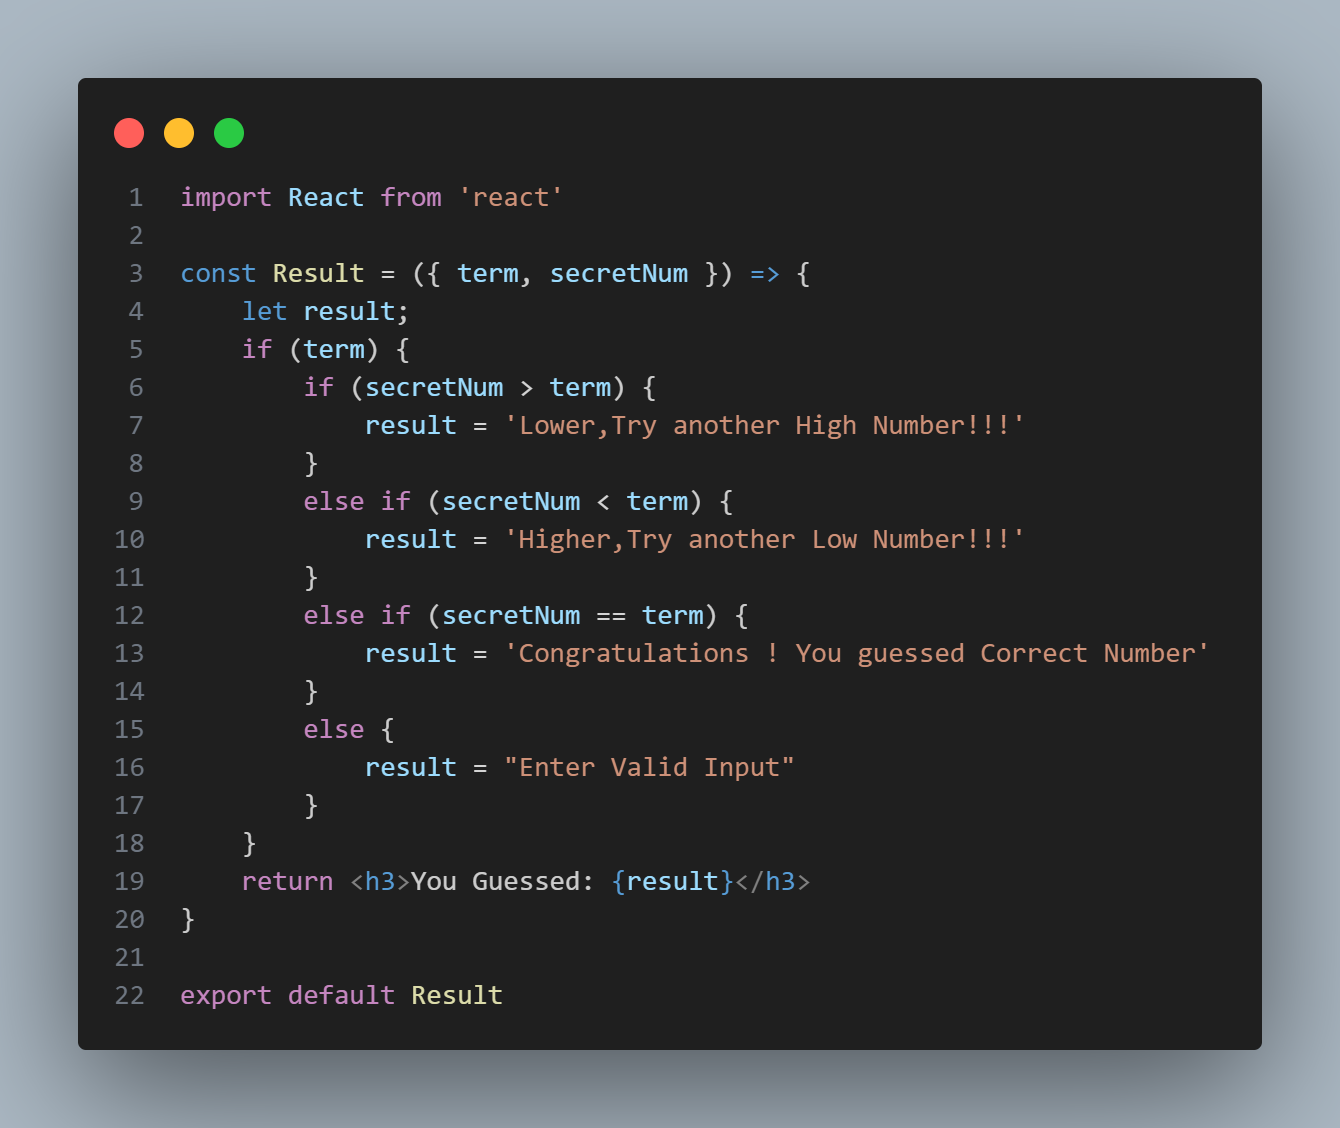 1 import React from 'react'
2
3 const Result = ({ term, secretNum }) => {
4     let result;
5     if (term) {
6         if (secretNum > term) {
7             result = 'Lower,Try another High Number!!!'
8         }
9         else if (secretNum < term) {
10             result = 'Higher,Try another Low Number!!!'
11         }
12         else if (secretNum == term) {
13             result = 'Congratulations ! You guessed Correct Number'
14         }
15         else {
16             result = "Enter Valid Input"
17         }
18     }
19     return <h3>You Guessed: {result}</h3>
20 }
21
22 export default Result